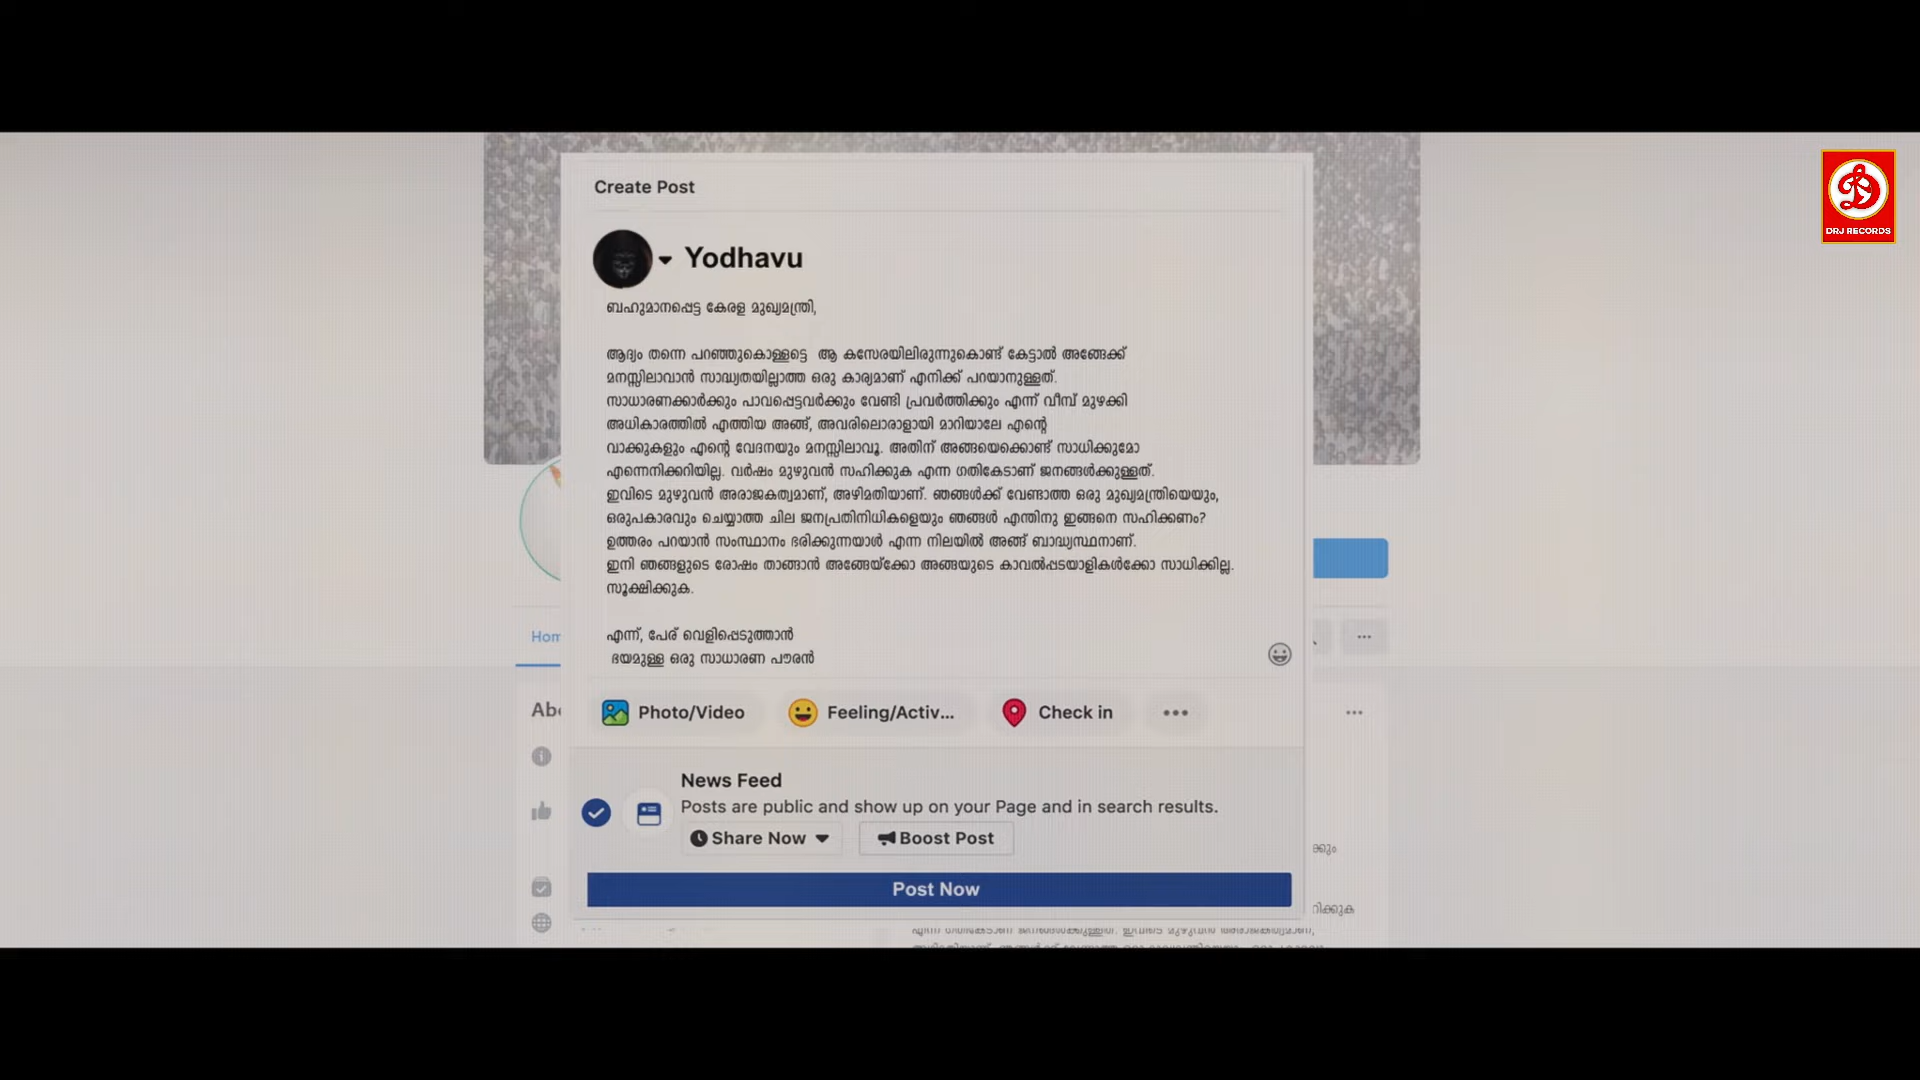 DRJ RECORDS
Create Post
Yodhavu
ബഹുമാനപ്പെട്ട കേരള മുഖ്യമന്ത്രി,
ആദ്യം തന്നെ പറഞ്ഞുകൊള്ളട്ടെ ആ കസേരയിലിരുന്നുകൊണ്ട് കേട്ടാൽ അങ്ങേക്ക്
മനസ്സിലാവാൻ സാദ്ധ്യതയില്ലാത്ത ഒരു കാര്യമാണ് എനിക്ക് പറയാനുള്ളത്.
സാധാരണക്കാർക്കും പാവപ്പെട്ടവർക്കും വേണ്ടി പ്രവർത്തിക്കും എന്ന് വീമ്പ് മുഴക്കി
അധികാരത്തിൽ എത്തിയ അങ്ങ്, അവരിലൊരാളായി മാറിയാലേ എന്റെ
വാക്കുകളും എന്റെ വേദനയും മനസ്സിലാവൂ. അതിന് അങ്ങയെക്കൊണ്ട് സാധിക്കുമോ
എന്നെനിക്കറിയില്ല. വർഷം മുഴുവൻ സഹിക്കുക എന്ന ഗതികേടാണ് ജനങ്ങൾക്കുള്ളത്.
ഇവിടെ മുഴുവൻ അരാജകത്വമാണ്, അഴിമതിയാണ്. ഞങ്ങൾക്ക് വേണ്ടാത്ത ഒരു മുഖ്യമന്ത്രിയെയും,
ഒരുപകാരവും ചെയ്യാത്ത ചില ജനപ്രതിനിധികളെയും ഞങ്ങൾ എന്തിനു ഇങ്ങനെ സഹിക്കണം?
ഉത്തരം പറയാൻ സംസ്ഥാനം ഭരിക്കുന്നയാൾ എന്ന നിലയിൽ അങ്ങ് ബാദ്ധ്യസ്ഥനാണ്.
ഇനി ഞങ്ങളുടെ രോഷം താങ്ങാൻ അങ്ങേയ്ക്കോ അങ്ങയുടെ കാവൽപ്പടയാളികൾക്കോ സാധിക്കില്ല.
സൂക്ഷിക്കുക.
എന്ന്, പേര് വെളിപ്പെടുത്താൻ
ഭയമുള്ള ഒരു സാധാരണ പൗരൻ
Photo/Video Feeling/Activ... Check in
News Feed
Posts are public and show up on your Page and in search results.
Share Now Boost Post
Post Now